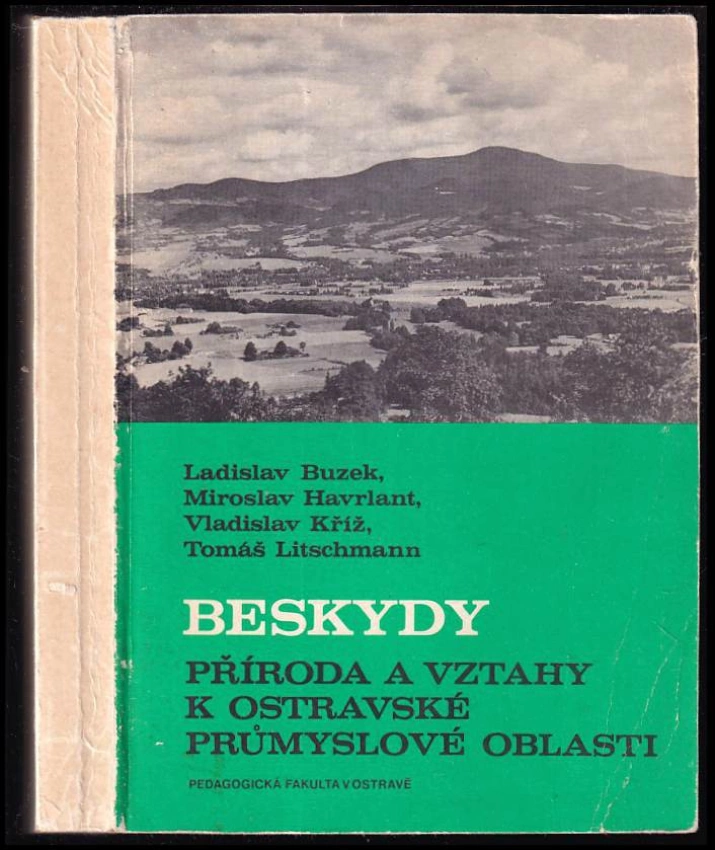 Ladislav Buzek,
Miroslav Havrlant,
Vladislav Kříž,
Tomáš Litschmann
BESKYDY
PŘÍRODA A VZTAHY
K OSTRAVSKÉ
PRŮMYSLOVÉ OBLASTI
PEDAGOGICKÁ FAKULTA V OSTRAVĚ